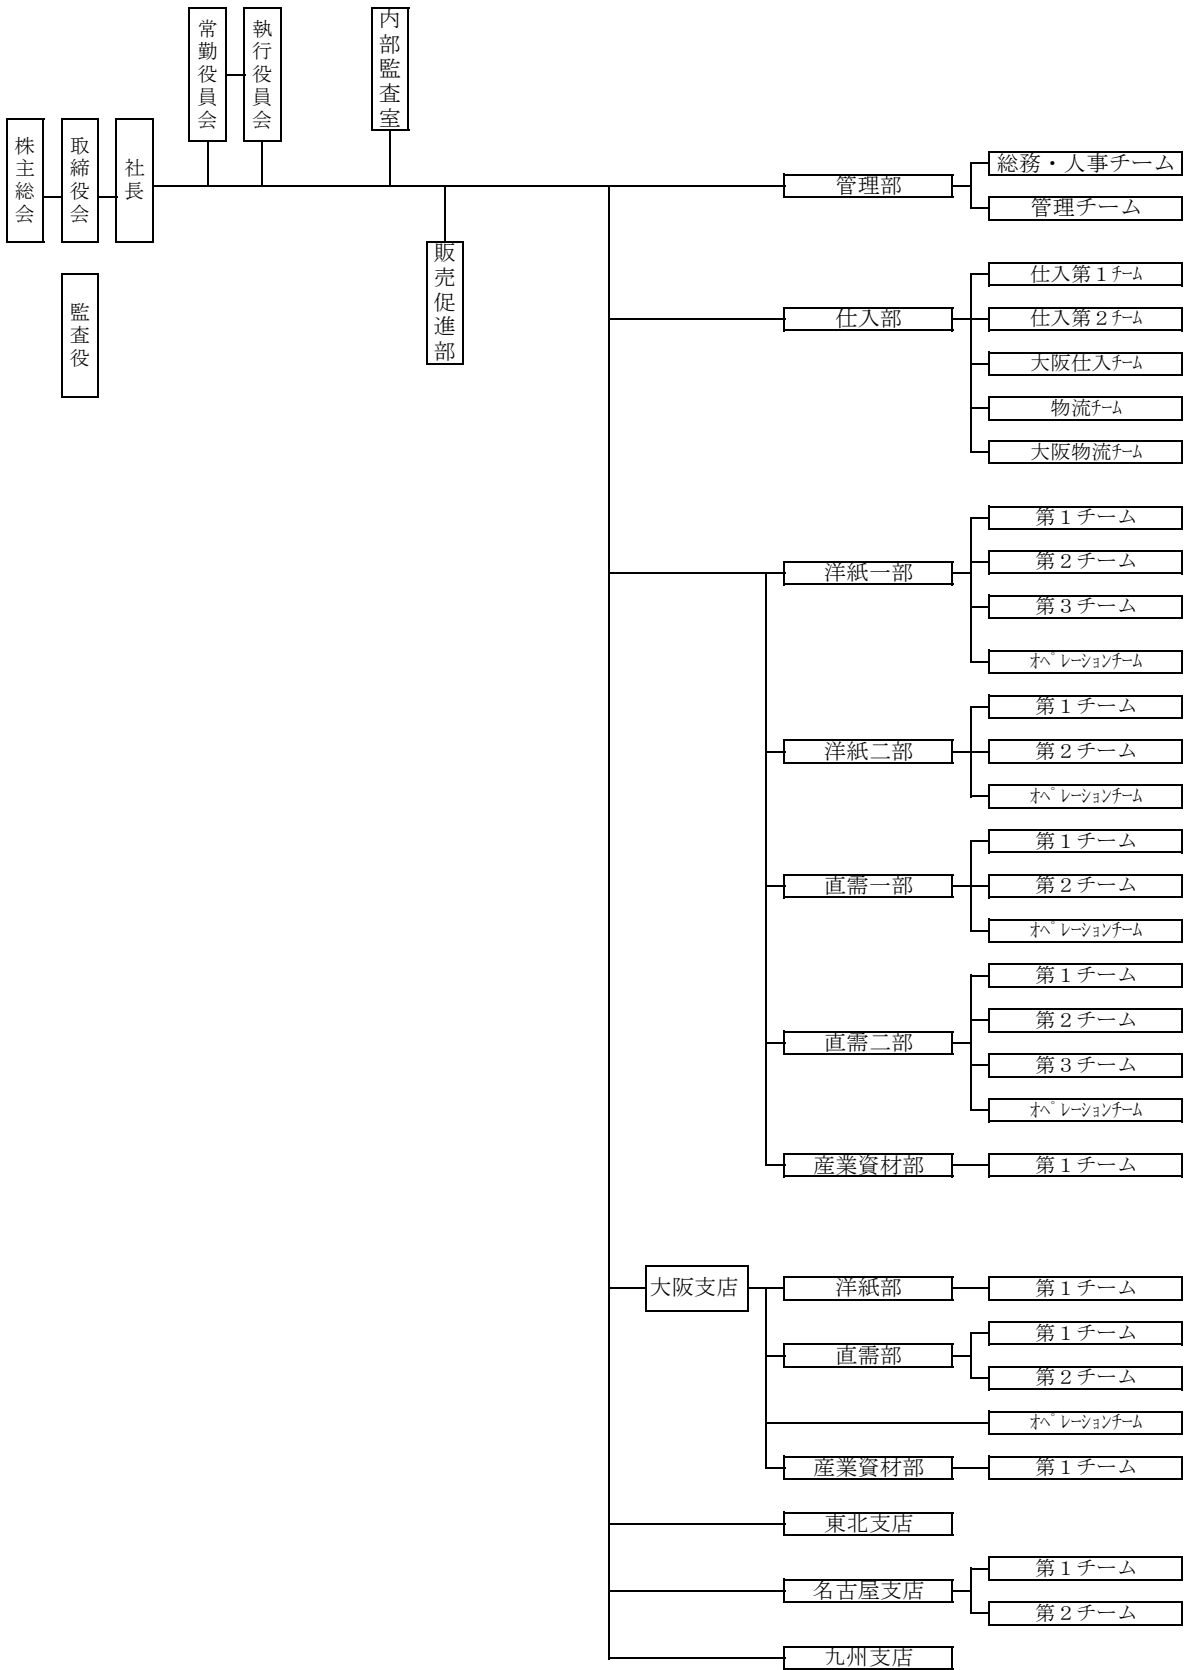 常勤役員会
執行役員会
内部監査室
株主総会
取締役会
社長
監査役
販売促進部
管理部
総務・人事チーム
管理チーム
仕入部
仕入第１ﾁｰﾑ
仕入第２ﾁｰﾑ
大阪仕入ﾁｰﾑ
物流ﾁｰﾑ
大阪物流ﾁｰﾑ
洋紙一部
第１チーム
第２チーム
第３チーム
ｵﾍﾟﾚｰｼｮﾝﾁｰﾑ
洋紙二部
第１チーム
第２チーム
ｵﾍﾟﾚｰｼｮﾝﾁｰﾑ
直需一部
第１チーム
第２チーム
ｵﾍﾟﾚｰｼｮﾝﾁｰﾑ
直需二部
第１チーム
第２チーム
第３チーム
ｵﾍﾟﾚｰｼｮﾝﾁｰﾑ
産業資材部
第１チーム
大阪支店
洋紙部
第１チーム
直需部
第１チーム
第２チーム
ｵﾍﾟﾚｰｼｮﾝﾁｰﾑ
産業資材部
第１チーム
東北支店
名古屋支店
第１チーム
第２チーム
九州支店